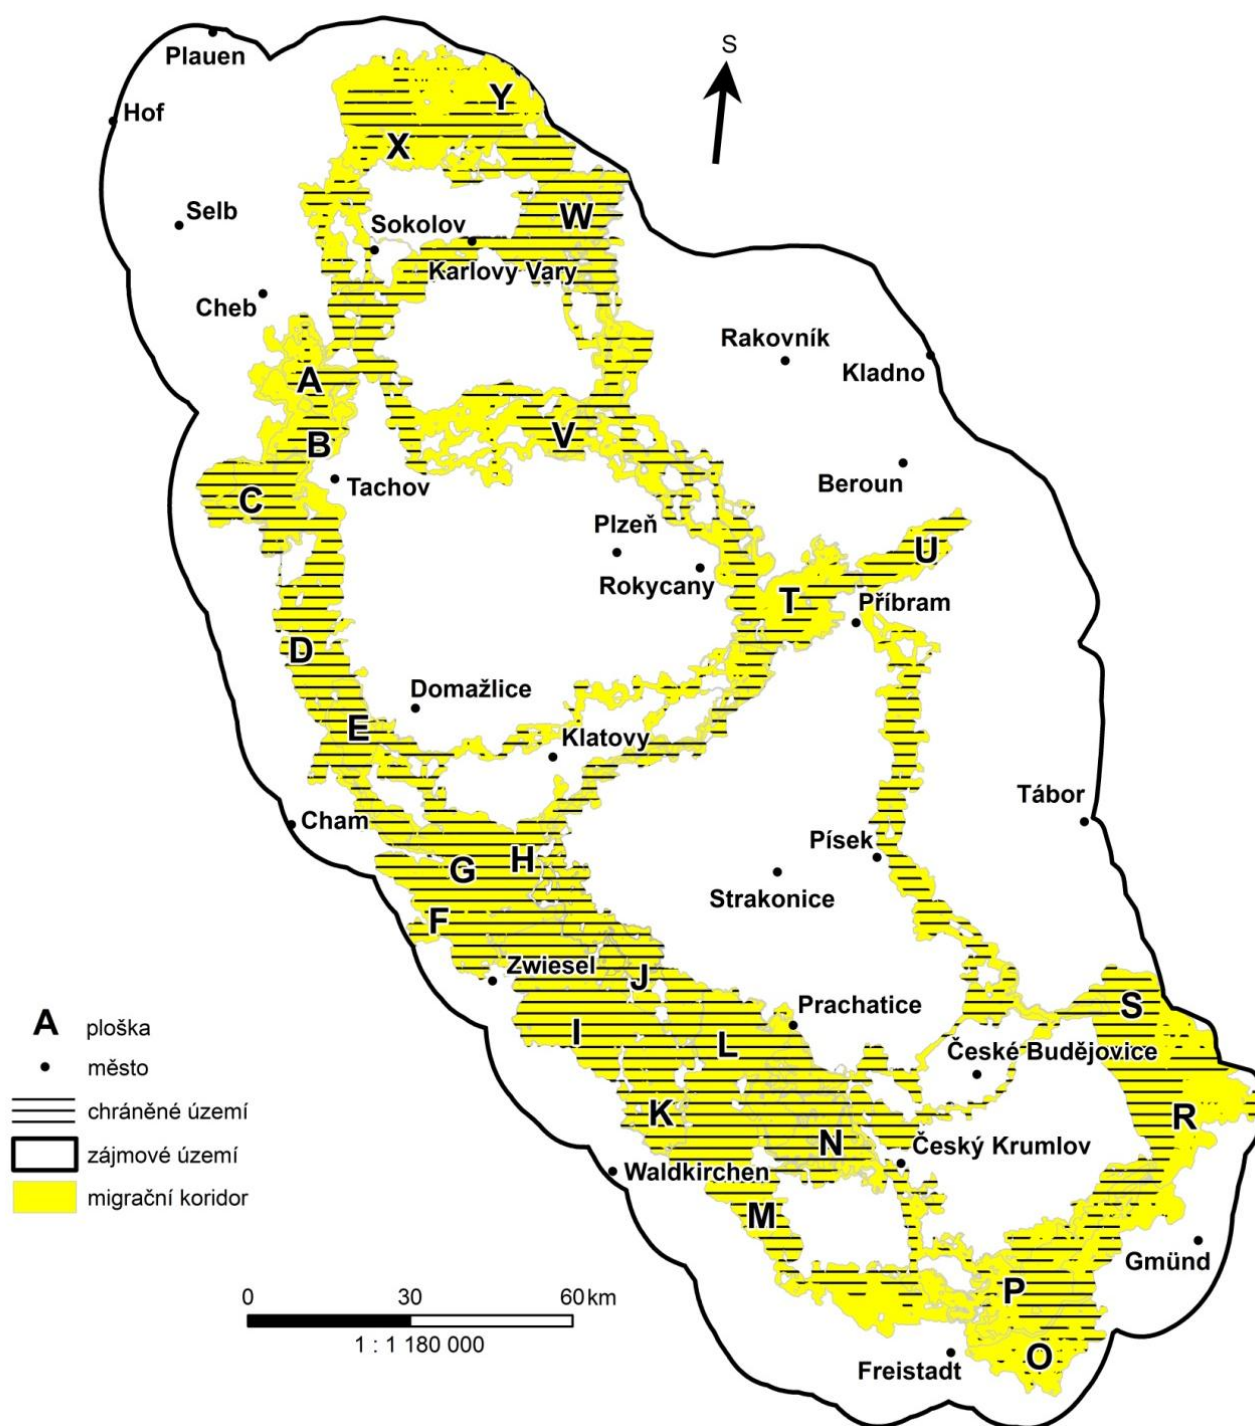 Plauen
S
Y
Hof
X
Selb
W
Sokolov
Karlovy Vary
Cheb
Rakovník
Kladno
A
V
B
Beroun
Tachov
C
Plzeň
U
Rokycany
T
Příbram
D
Domažlice
E
Klatovy
Tábor
Cham
Písek
H
G
Strakonice
F
Zwiesel
J
Prachatice
S
I
L
České Budějovice
K
R
N
Český Krumlov
Waldkirchen
M
Gmünd
P
O
Freistadt
A ploška
město
chráněné území
zájmové území
migrační koridor
0 30 60 km
1 : 1 180 000